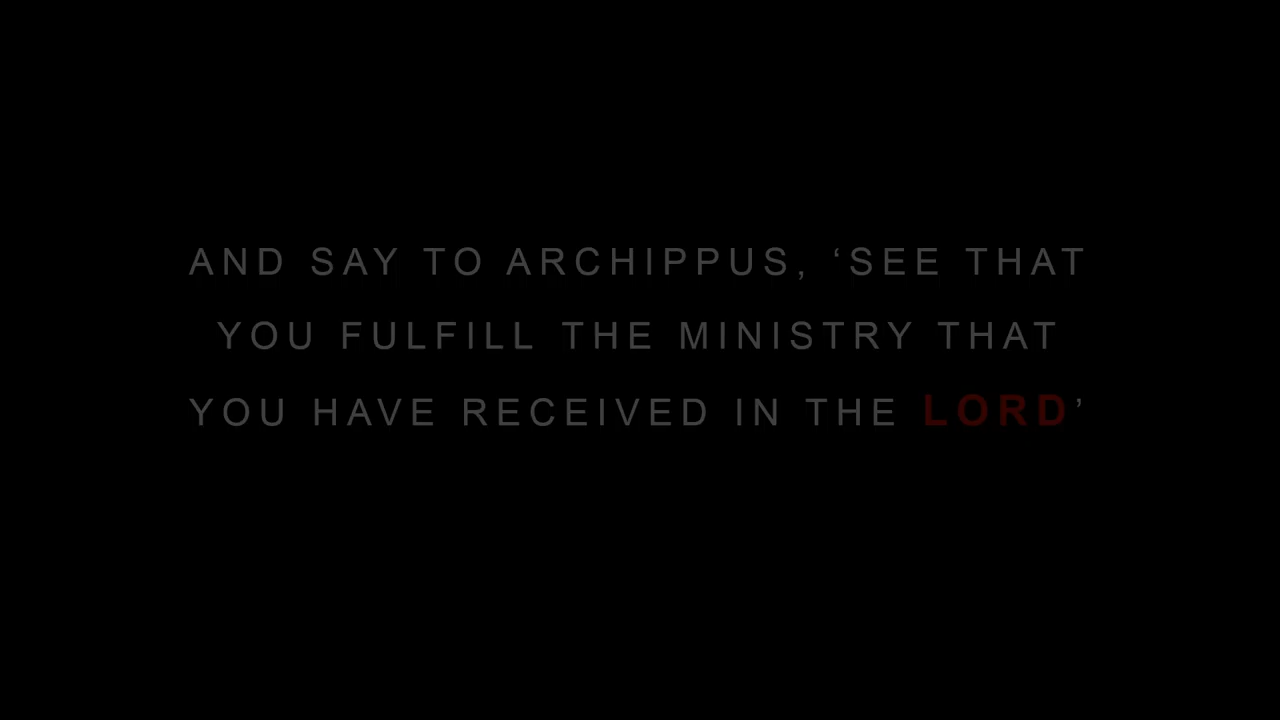 AND SAY TO ARCHIPPUS, ‘SEE THAT
YOU FULFILL THE MINISTRY THAT
YOU HAVE RECEIVED IN THE LORD’